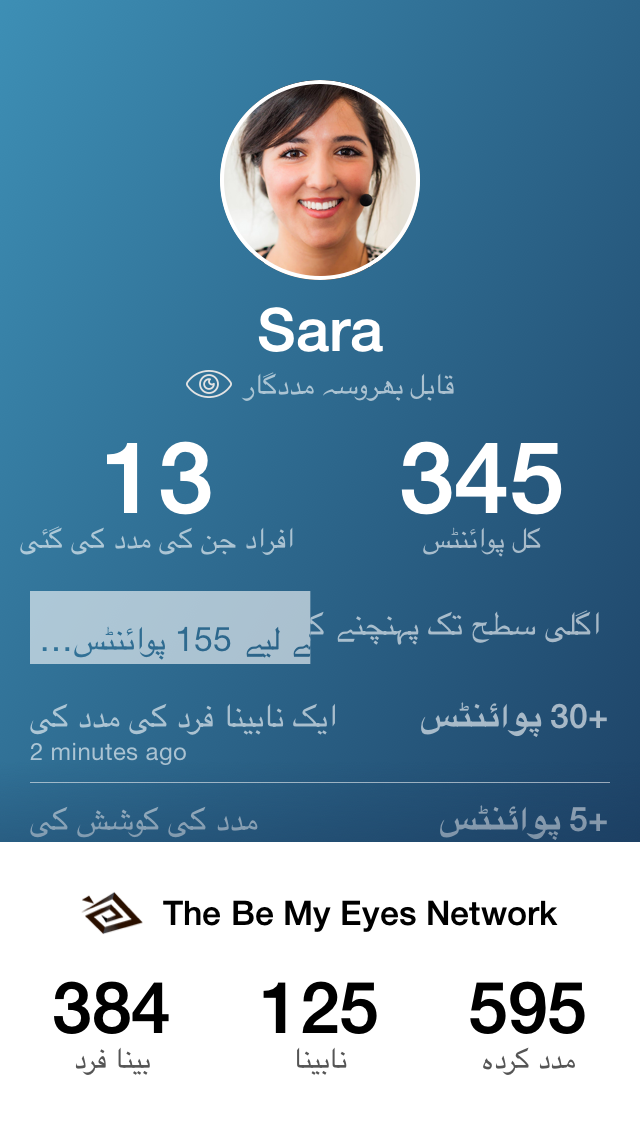 Sara
قابل بھروسہ مددگار
13
345
افراد جن کی مدد کی گئی
کل پوائنٹس
اگلی سطح تک پہنچنے کے لیے 155 پوائنٹس...
ایک نابینا فرد کی مدد کی
+30 پوائنٹس
2 minutes ago
مدد کی کوشش کی
+5 پوائنٹس
The Be My Eyes Network
384
125
595
بینا فرد
نابینا
مدد کردہ